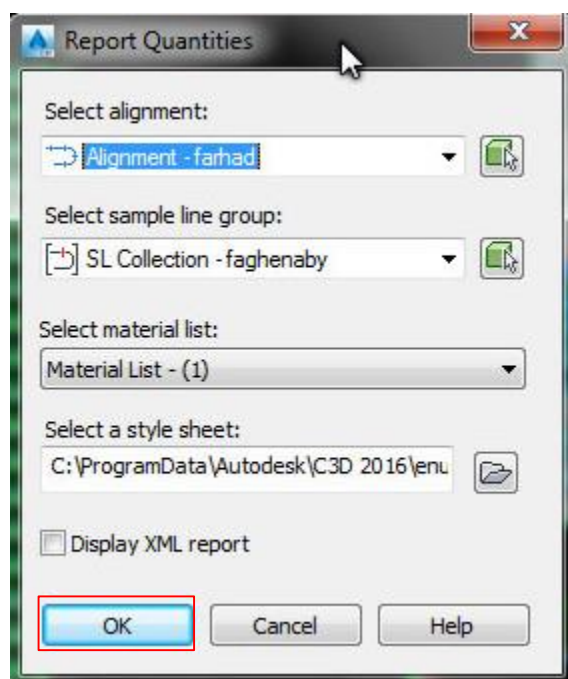 Report Quantities
Select alignment:
Alignment - farhad
Select sample line group:
SL Collection - faghenaby
Select material list:
Material List - (1)
Select a style sheet:
C:\ProgramData\Autodesk\C3D 2016\enu
Display XML report
OK Cancel Help